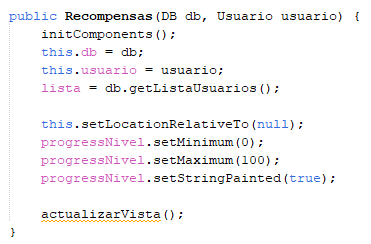 public Recompensas(DB db, Usuario usuario) {
initComponents();
this.db = db;
this.usuario = usuario;
lista = db.getListaUsuarios();
this.setLocationRelativeTo(null);
progressNivel.setMinimum(0);
progressNivel.setMaximum(100);
progressNivel.setStringPainted(true);
actualizarVista();
}